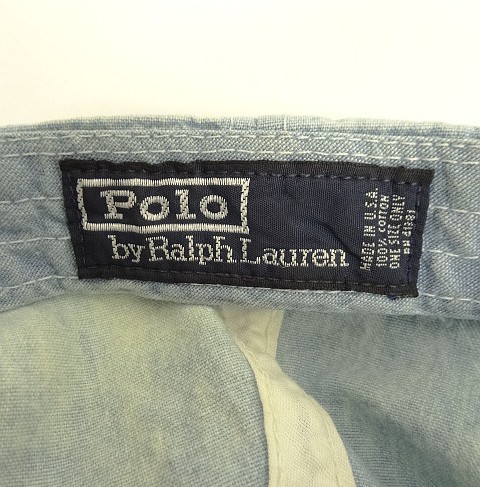 Polo
by Ralph Lauren
MADE IN U.S.A.
100% COTTON
ONE SIZE ONLY
RN 41381